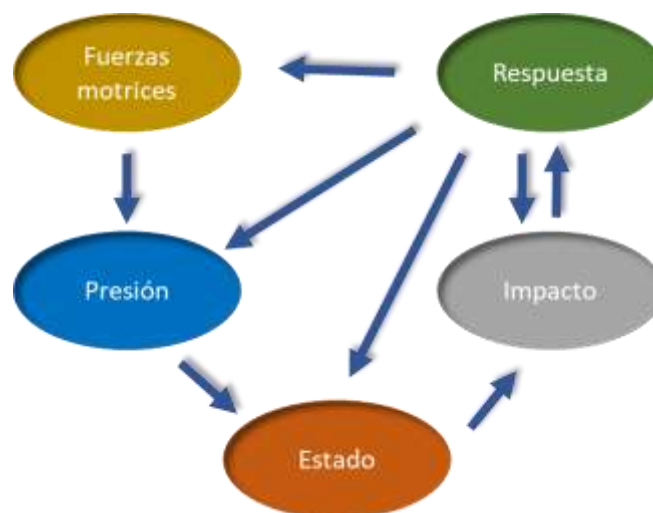 Fuerzas
motrices
Respuesta
Presión
Impacto
Estado